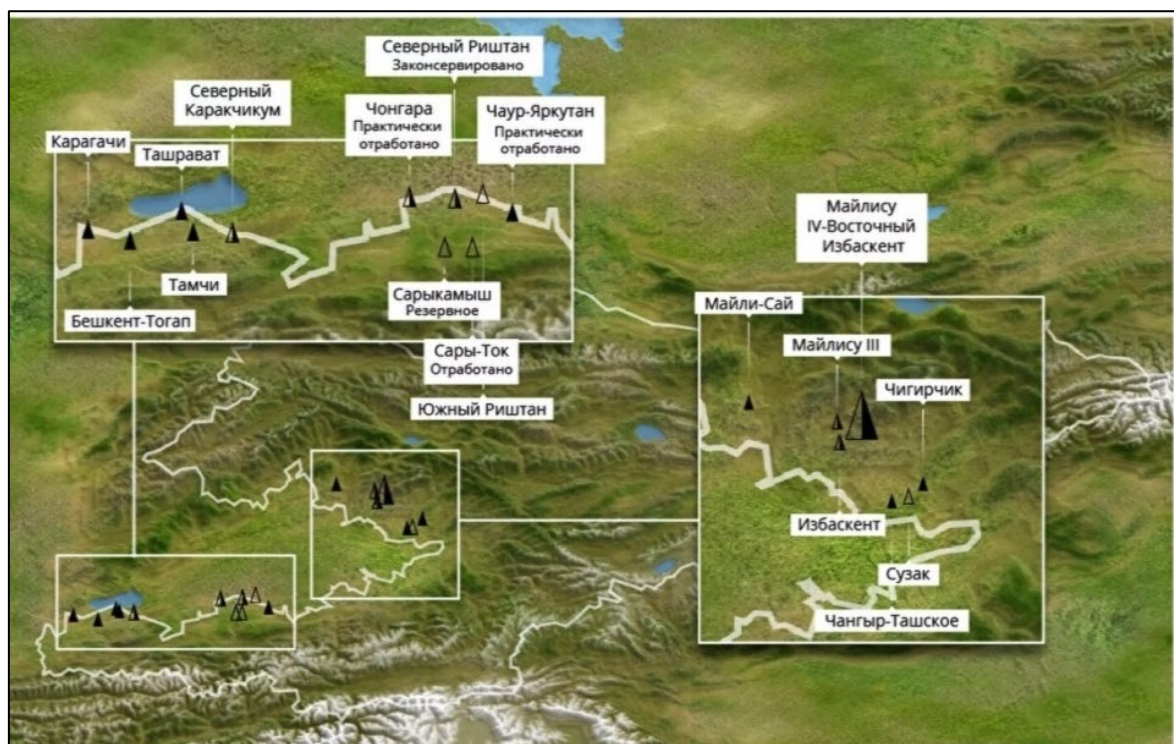 Северный Риштан
Законсервировано
Северный
Каракчикум
Чонгара
Практически
отработано
Чаур-Яркутан
Практически
отработано
Карагачи
Ташрават
Тамчи
Бешкент-Тогап
Сарыкамыш
Резервное
Сары-Ток
Отработано
Южный Риштан
Майлису
IV-Восточный
Избаскент
Майли-Сай
Майлису III
Чигирчик
Избаскент
Сузак
Чангыр-Ташское